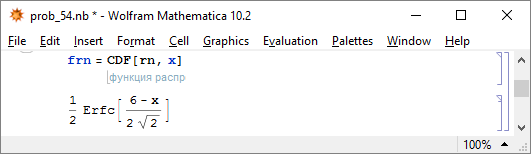 prob_54.nb * - Wolfram Mathematica 10.2
File Edit Insert Format Cell Graphics Evaluation Palettes Window Help
frn = CDF[rn, x]
функция распр
1/2 Erfc[(6 - x)/(2 √2)]
100%